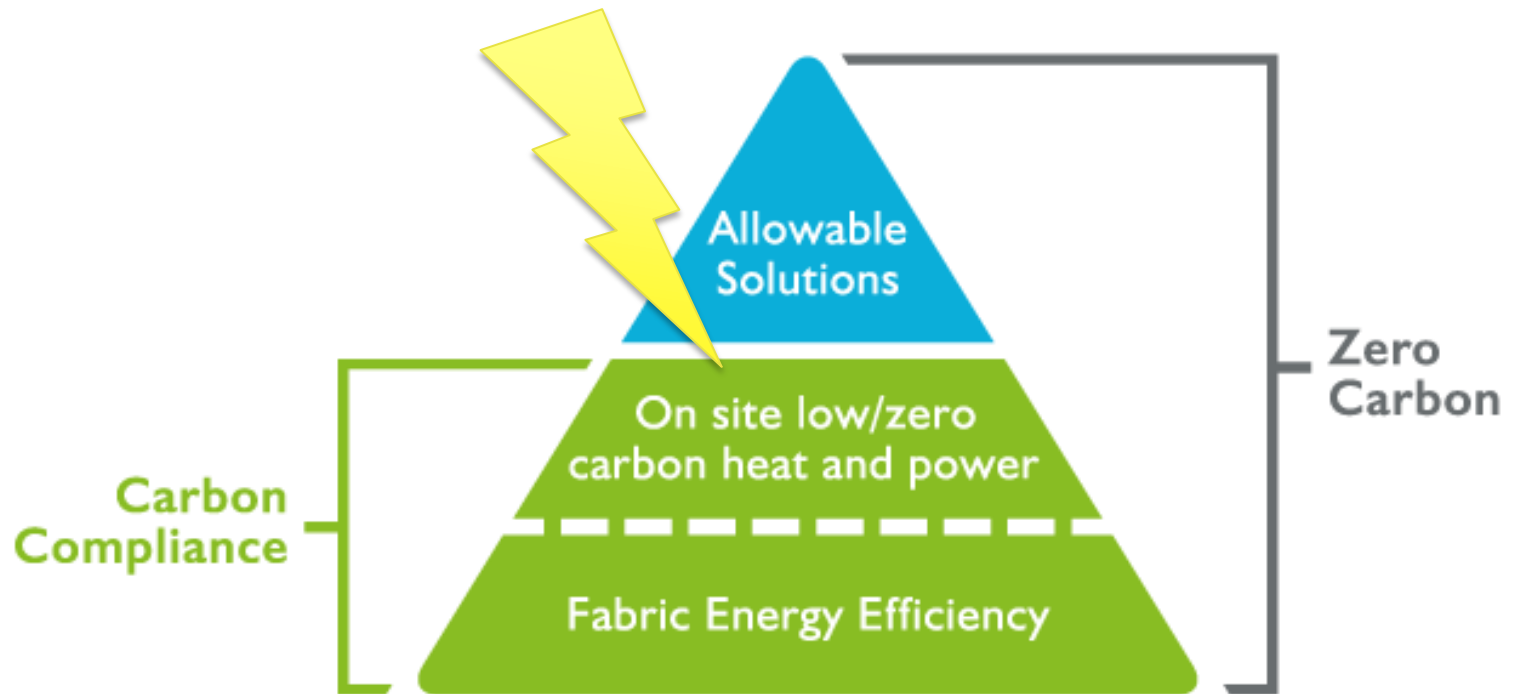 Allowable
Solutions
On site low/zero
carbon heat and power
Fabric Energy Efficiency
Carbon
Compliance
Zero
Carbon